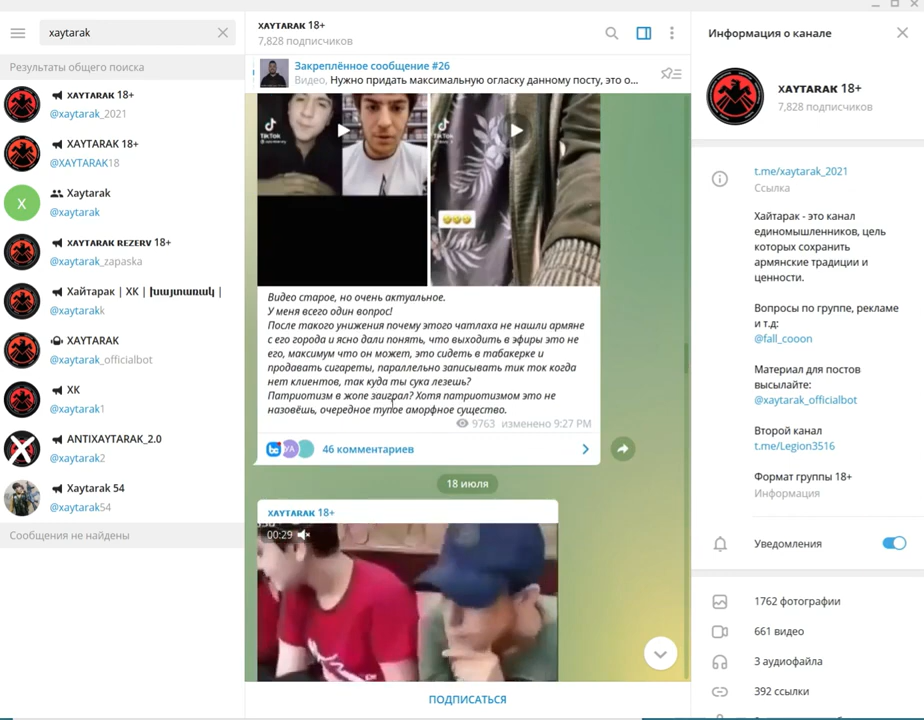 xaytarak
Результаты общего поиска
XAYTARAK 18+
@xaytarak_2021
XAYTARAK 18+
@XAYTARAK18
Xaytarak
@xaytarak
XAYTARAK REZERV 18+
@xaytarak_zapaska
Хайтарак | ХК | խայտառակ |
@xaytarakk
XAYTARAK
@xaytarak_officialbot
ХК
@xaytarak1
ANTIXAYTARAK_2.0
@xaytarak2
Xaytarak 54
@xaytarak54
Сообщения не найдены
XAYTARAK 18+
7,828 подписчиков
Закреплённое сообщение #26
Видео, Нужно придать максимальную огласку данному посту, это о...
TikTok
TikTok
Видео старое, но очень актуальное.
У меня всего один вопрос!
После такого унижения почему этого чатлаха не нашли армяне
с его города и ясно дали понять, что выходить в эфиры это не
его, максимум что он может, это сидеть в табакерке и
продавать сигареты, параллельно записывать тик ток когда
нет клиентов, так куда ты сука лезешь?
Патриотизм в жопе заиграл? Хотя патриотизмом это не
назовёшь, очередное тупое аморфное существо.
9763 изменено 9:27 PM
46 комментариев
18 июля
XAYTARAK 18+
00:29
ПОДПИСАТЬСЯ
Информация о канале
XAYTARAK 18+
7,828 подписчиков
t.me/xaytarak_2021
Ссылка
Хайтарак - это канал
единомышленников, цель
которых сохранить
армянские традиции и
ценности.
Вопросы по группе, рекламе
и т.д:
@fall_cooon
Материал для постов
высылайте:
@xaytarak_officialbot
Второй канал
t.me/Legion3516
Формат группы 18+
Информация
Уведомления
1762 фотографии
661 видео
3 аудиофайла
392 ссылки